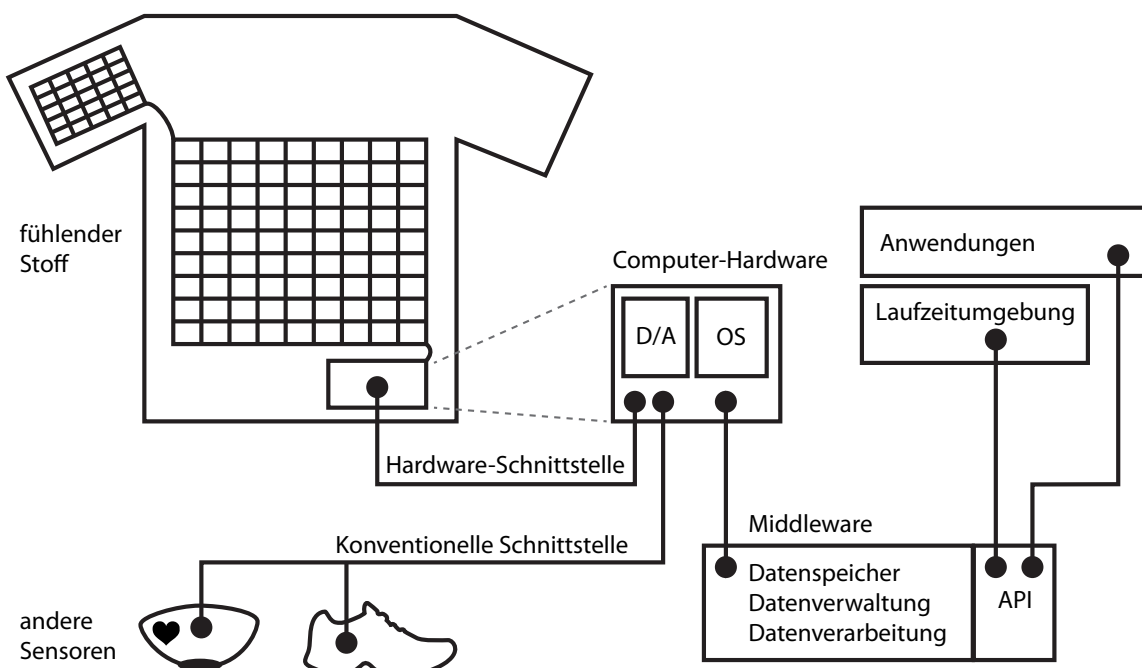 fühlender
Stoff
Computer-Hardware
D/A
OS
Anwendungen
Laufzeitumgebung
Hardware-Schnittstelle
Konventionelle Schnittstelle
Middleware
Datenspeicher
Datenverwaltung
Datenverarbeitung
API
andere
Sensoren